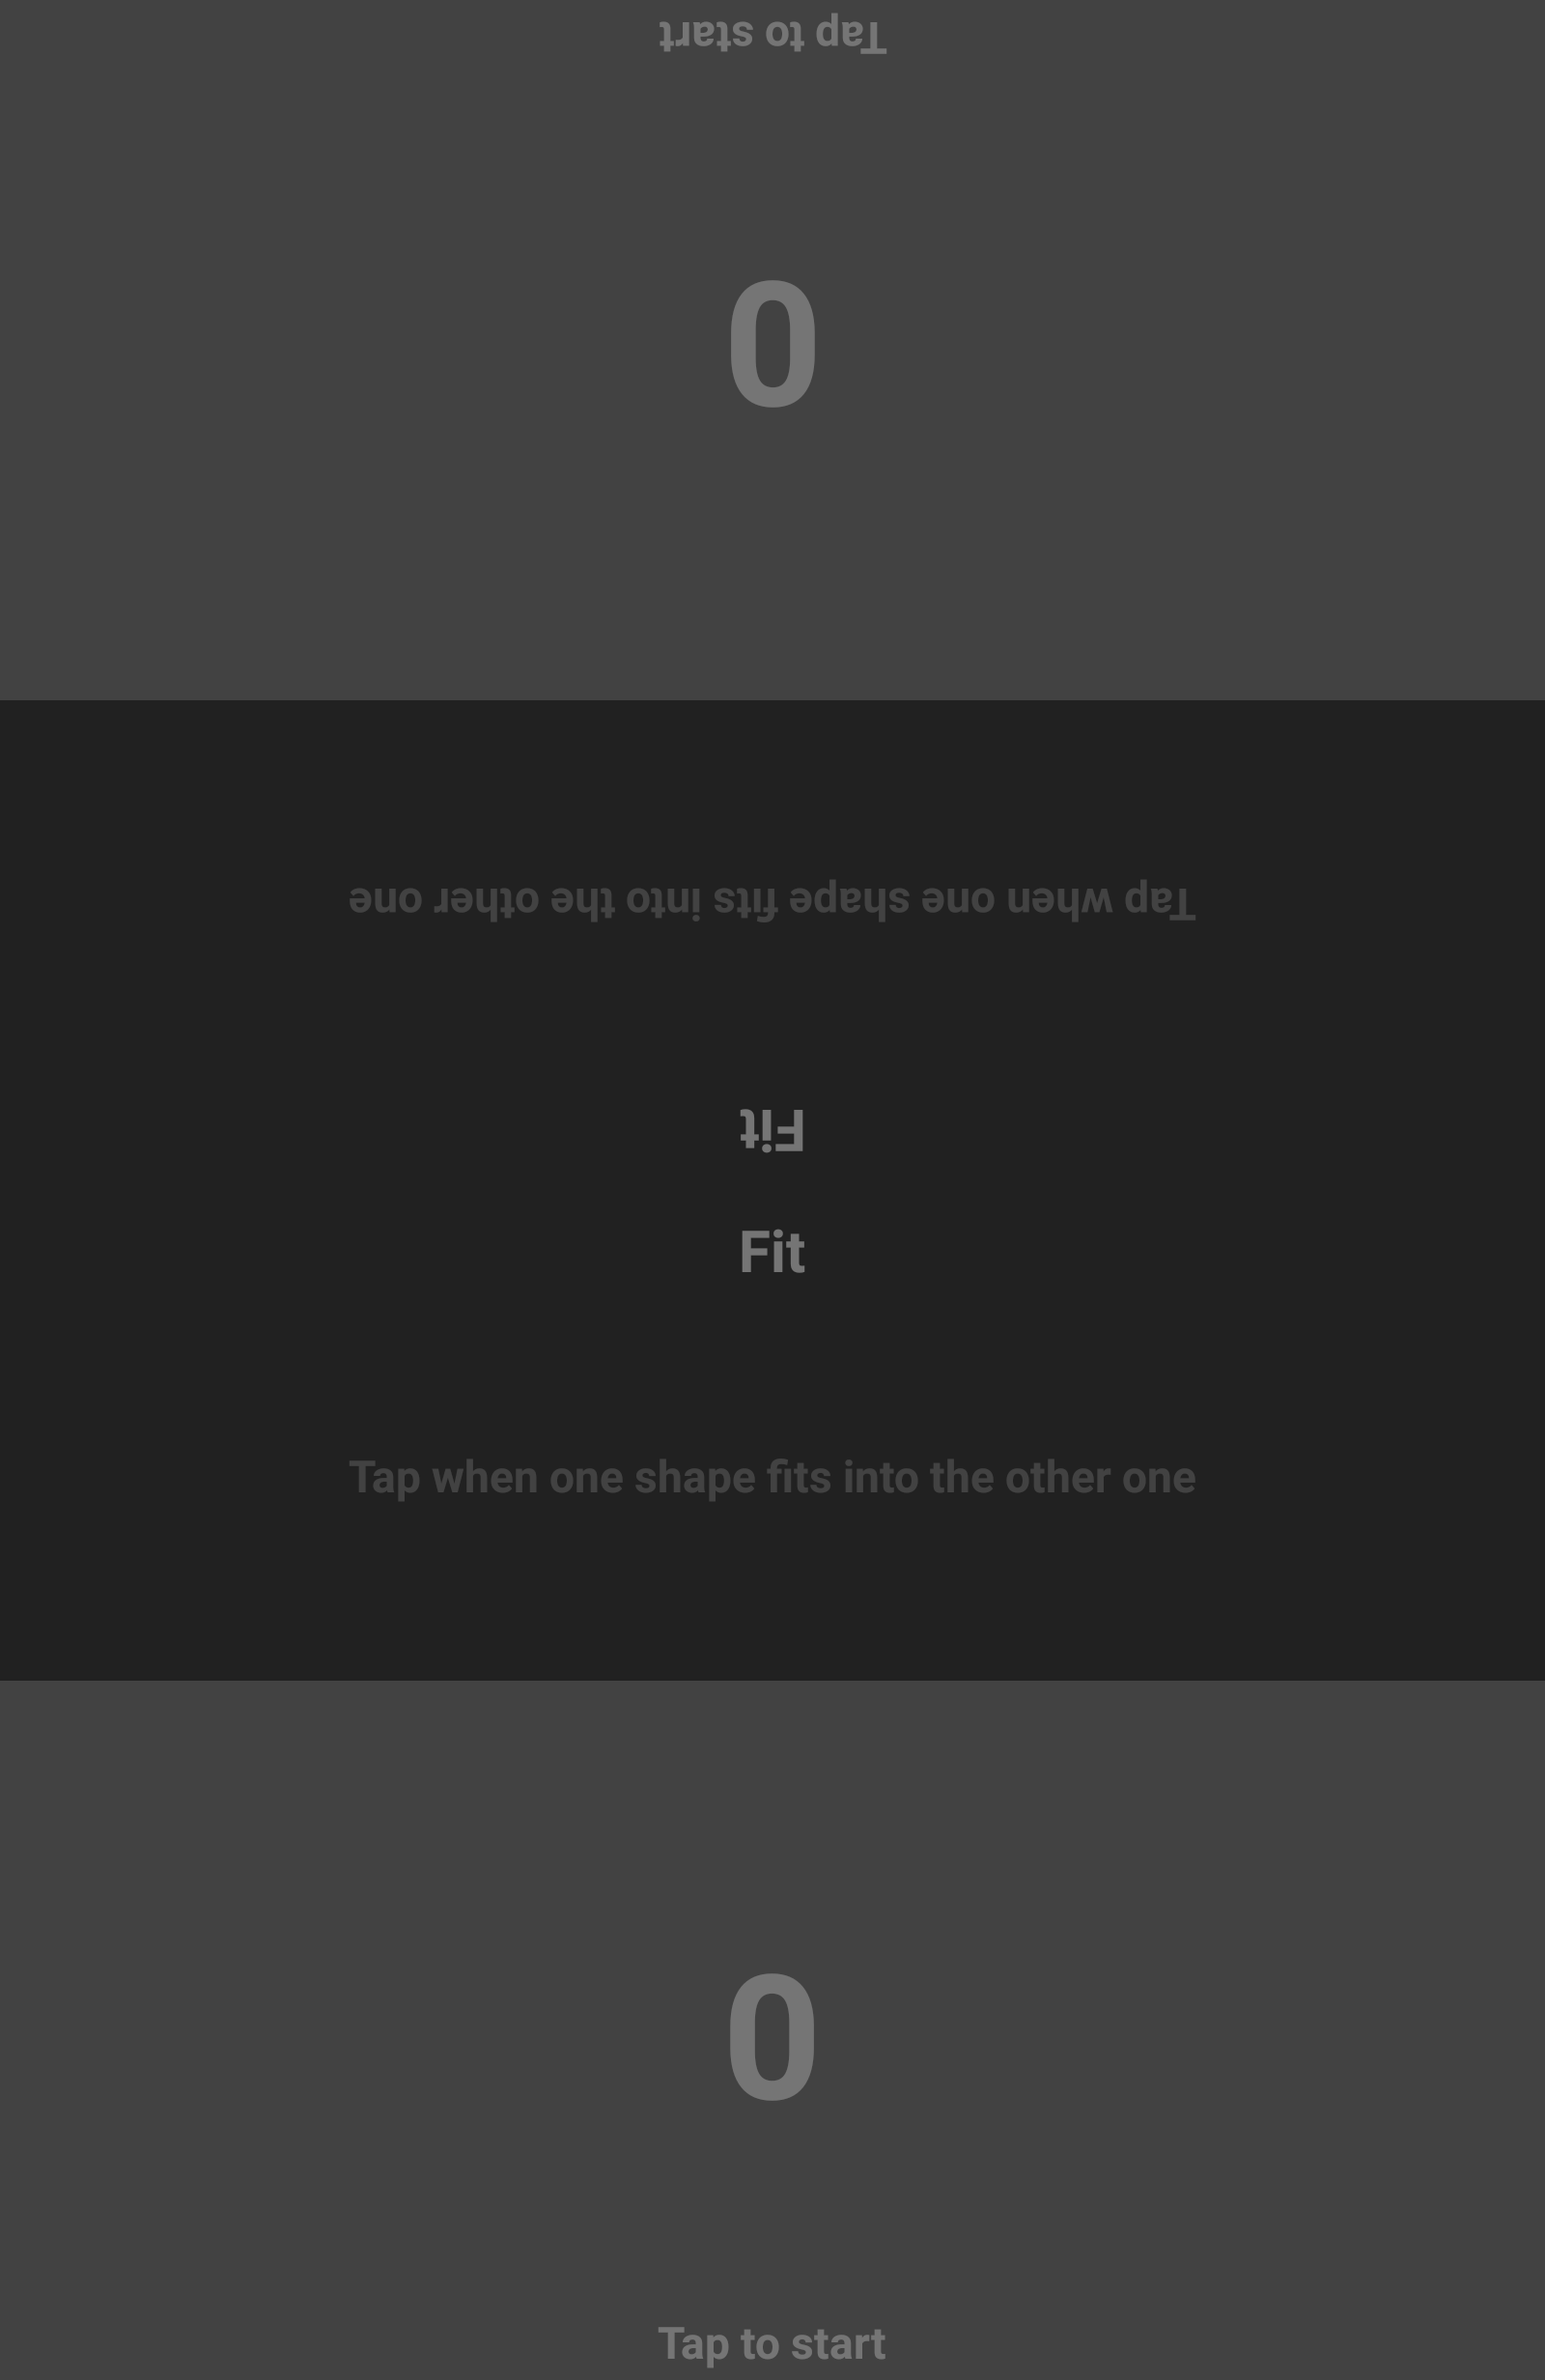 Tap to start
0
Tap when one shape fits into the other one
Fit
Fit
Tap when one shape fits into the other one
0
Tap to start